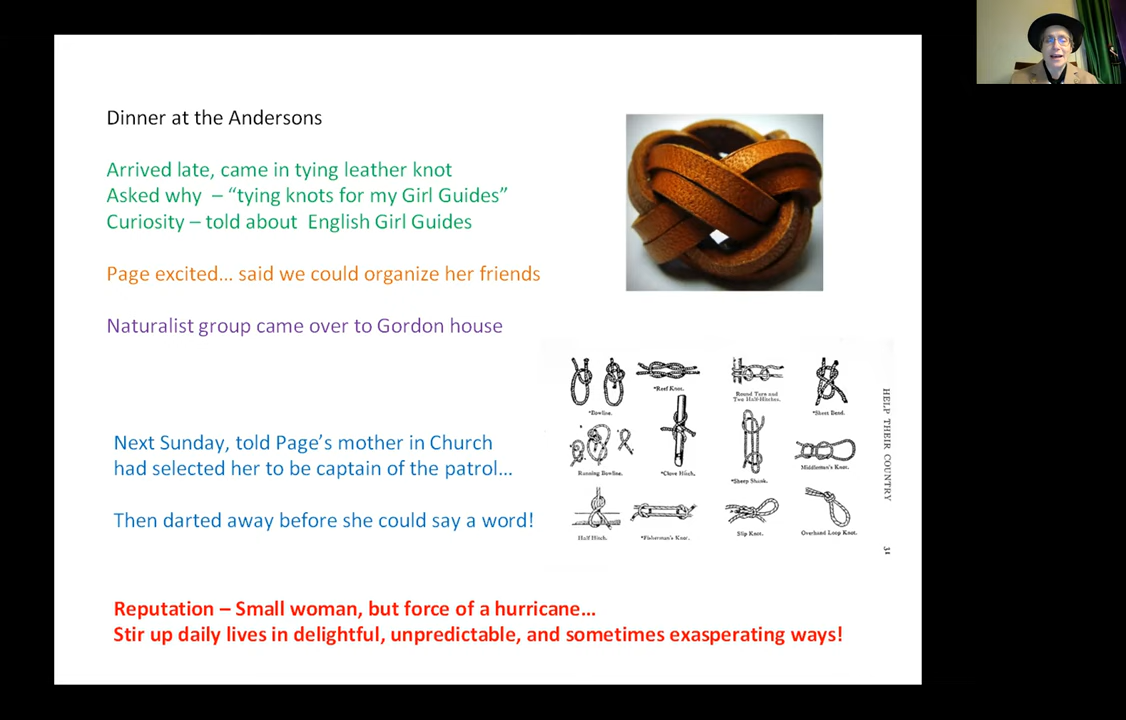 Dinner at the Andersons
Arrived late, came in tying leather knot
Asked why – “tying knots for my Girl Guides”
Curiosity – told about English Girl Guides
Page excited... said we could organize her friends
Naturalist group came over to Gordon house
Next Sunday, told Page’s mother in Church
had selected her to be captain of the patrol...
Then darted away before she could say a word!
*Bowline.
*Reef Knot.
Round Turn and
Two Half-Hitches.
*Sheet Bend.
Running Bowline.
*Clove Hitch.
*Sheep Shank.
Middleman's Knot.
Half Hitch.
*Fisherman's Knot.
Slip Knot.
Overhand Loop Knot.
HELP THEIR COUNTRY
31
Reputation – Small woman, but force of a hurricane...
Stir up daily lives in delightful, unpredictable, and sometimes exasperating ways!